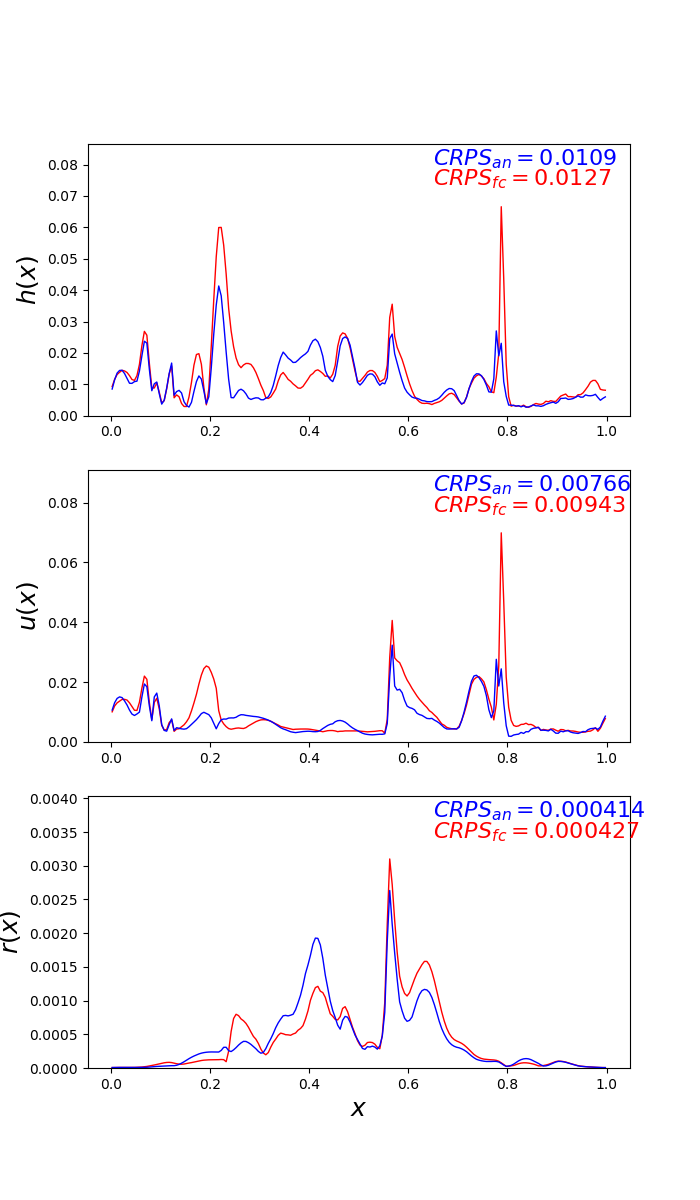 CRPS_an = 0.0109
CRPS_fc = 0.0127
0.08
0.07
0.06
0.05
0.04
0.03
0.02
0.01
0.00
h(x)
0.0 0.2 0.4 0.6 0.8 1.0
CRPS_an = 0.00766
CRPS_fc = 0.00943
0.08
0.06
0.04
0.02
0.00
u(x)
0.0 0.2 0.4 0.6 0.8 1.0
CRPS_an = 0.000414
CRPS_fc = 0.000427
0.0040
0.0035
0.0030
0.0025
0.0020
0.0015
0.0010
0.0005
0.0000
r(x)
0.0 0.2 0.4 0.6 0.8 1.0
x